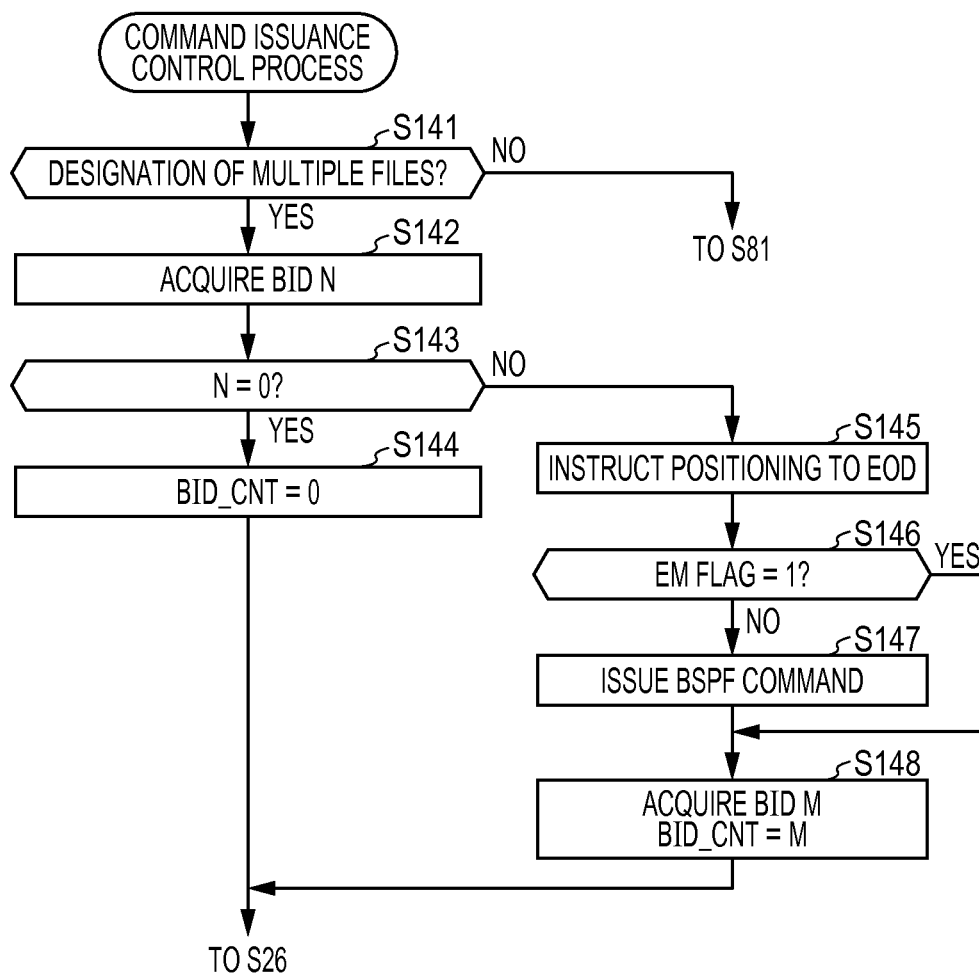 COMMAND ISSUANCE
CONTROL PROCESS
S141
DESIGNATION OF MULTIPLE FILES?
NO
YES
TO S81
S142
ACQUIRE BID N
S143
N = 0?
NO
YES
S144
BID_CNT = 0
S145
INSTRUCT POSITIONING TO EOD
S146
EM FLAG = 1?
YES
NO
S147
ISSUE BSPF COMMAND
S148
ACQUIRE BID M
BID_CNT = M
TO S26